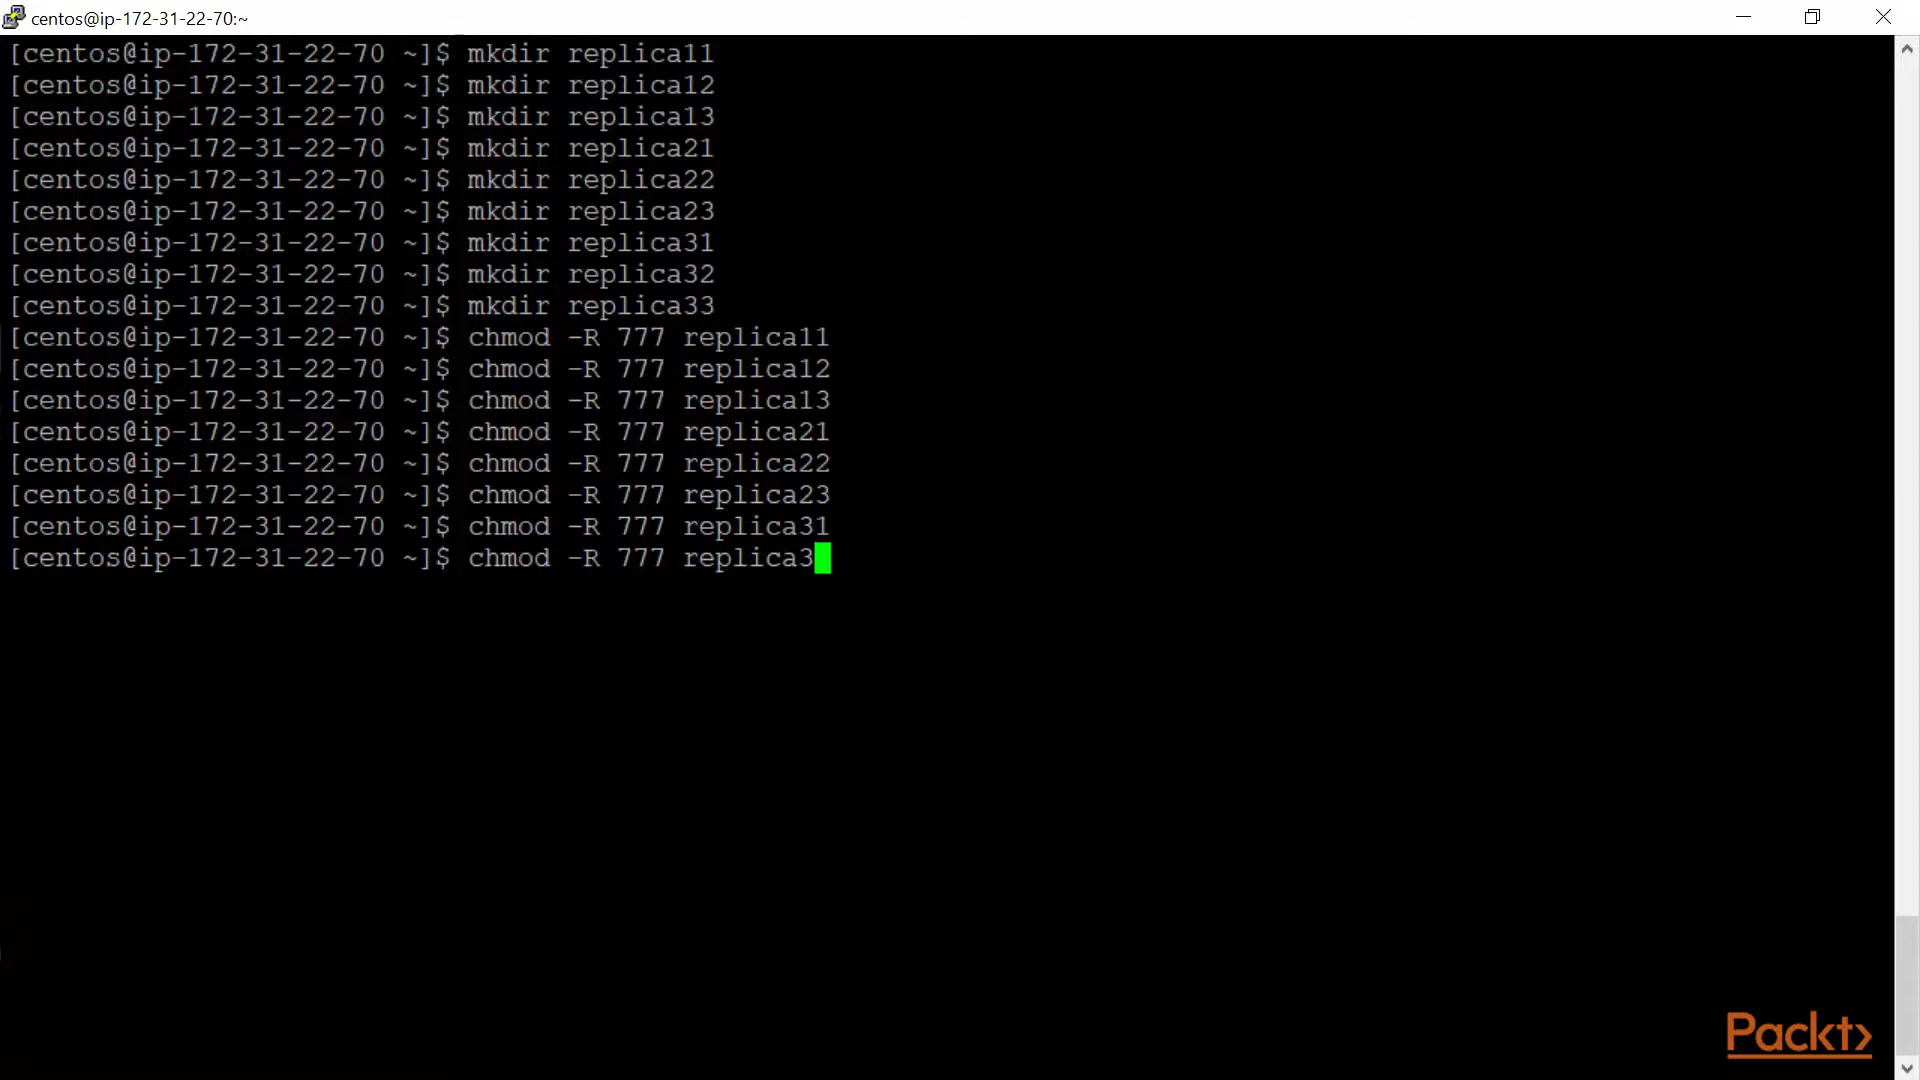 centos@ip-172-31-22-70:~
[centos@ip-172-31-22-70 ~]$ mkdir replica11
[centos@ip-172-31-22-70 ~]$ mkdir replica12
[centos@ip-172-31-22-70 ~]$ mkdir replica13
[centos@ip-172-31-22-70 ~]$ mkdir replica21
[centos@ip-172-31-22-70 ~]$ mkdir replica22
[centos@ip-172-31-22-70 ~]$ mkdir replica23
[centos@ip-172-31-22-70 ~]$ mkdir replica31
[centos@ip-172-31-22-70 ~]$ mkdir replica32
[centos@ip-172-31-22-70 ~]$ mkdir replica33
[centos@ip-172-31-22-70 ~]$ chmod -R 777 replica11
[centos@ip-172-31-22-70 ~]$ chmod -R 777 replica12
[centos@ip-172-31-22-70 ~]$ chmod -R 777 replica13
[centos@ip-172-31-22-70 ~]$ chmod -R 777 replica21
[centos@ip-172-31-22-70 ~]$ chmod -R 777 replica22
[centos@ip-172-31-22-70 ~]$ chmod -R 777 replica23
[centos@ip-172-31-22-70 ~]$ chmod -R 777 replica31
[centos@ip-172-31-22-70 ~]$ chmod -R 777 replica3
Packt>